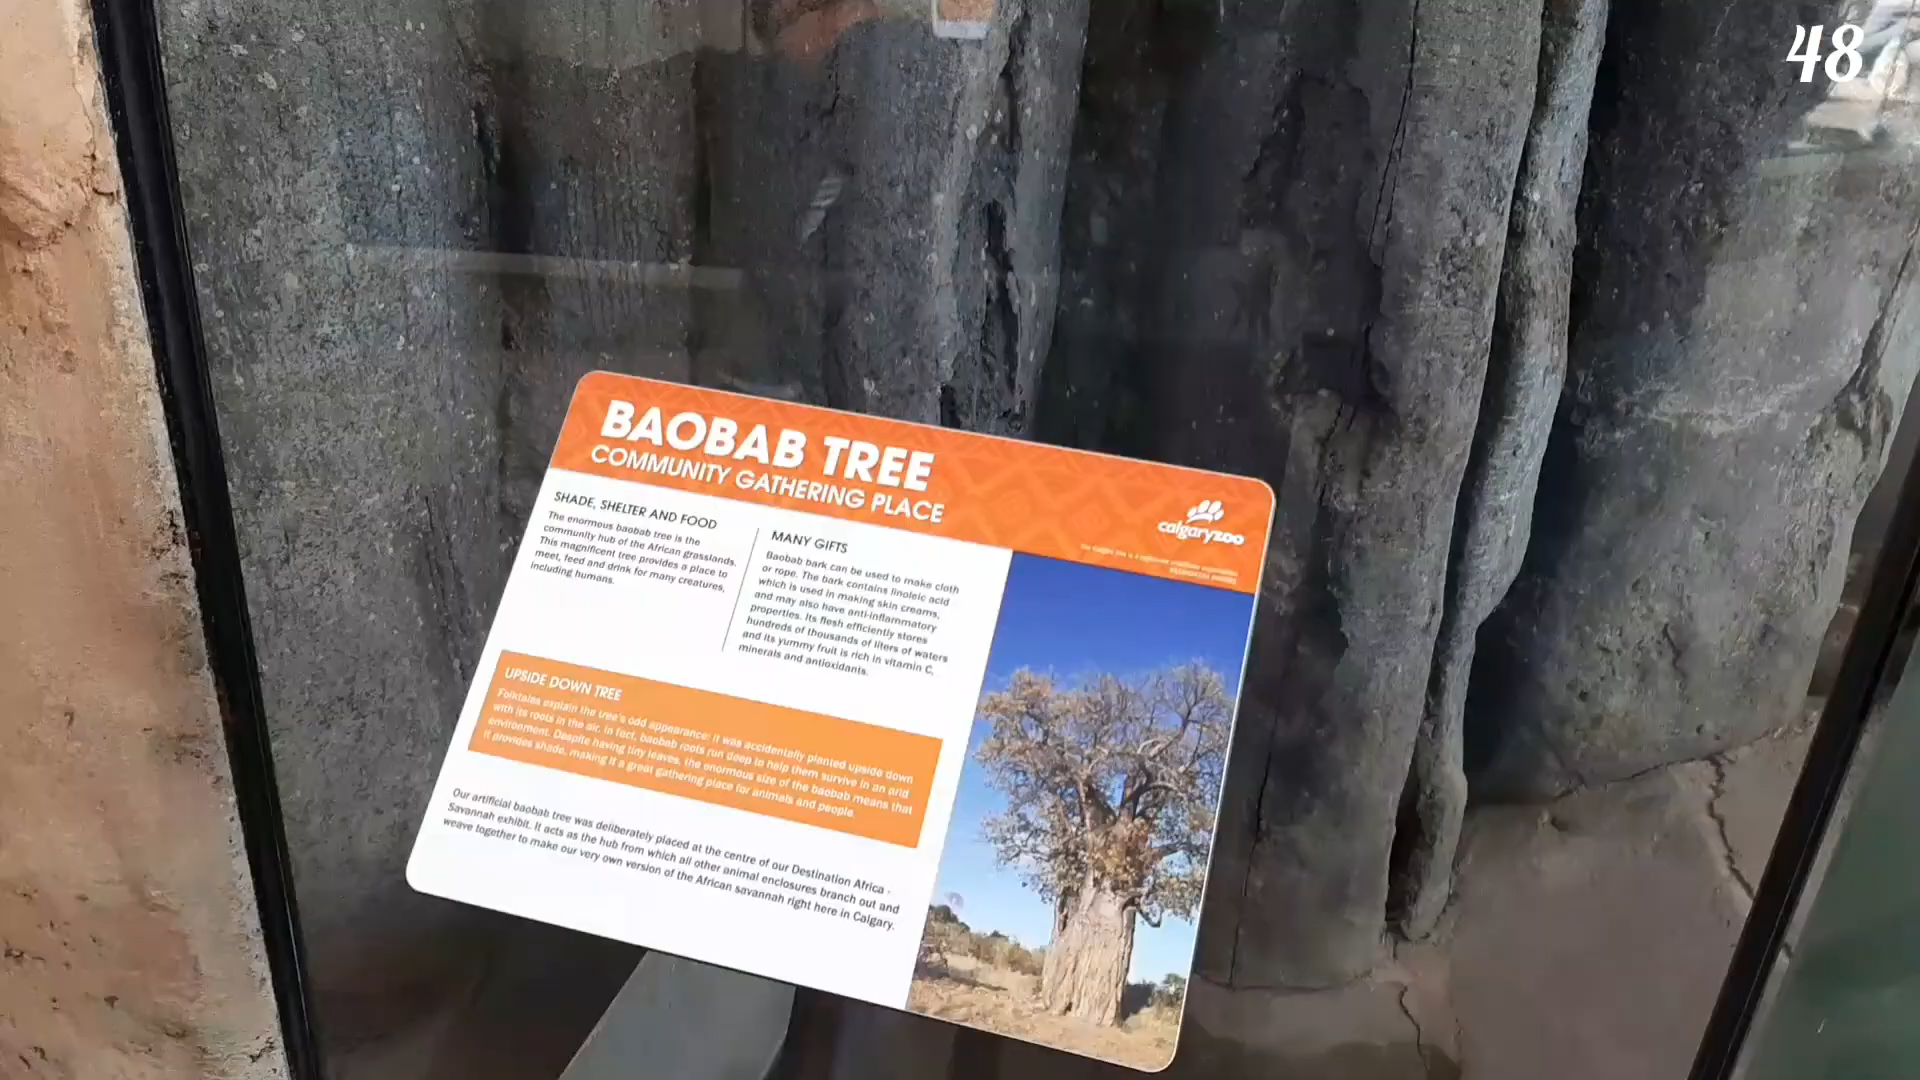 48
BAOBAB TREE
COMMUNITY GATHERING PLACE
calgaryzoo
SHADE, SHELTER AND FOOD
The enormous baobab tree is the
community hub of the African grasslands.
This magnificent tree provides a place to
meet, feed and drink for many creatures,
including humans.
MANY GIFTS
Baobab bark can be used to make cloth
or rope. The bark contains linoleic acid
which is used in making skin creams,
and may also have anti-inflammatory
properties. Its flesh efficiently stores
hundreds of thousands of liters of waters
and its yummy fruit is rich in vitamin C,
minerals and antioxidants.
UPSIDE DOWN TREE
Folktales explain the tree's odd appearance: it was accidentally planted upside down
with its roots in the air. In fact, baobab roots run deep to help them survive in an arid
environment. Despite having tiny leaves, the enormous size of the baobab means that
it provides shade, making it a great gathering place for animals and people.
Our artificial baobab tree was deliberately placed at the centre of our Destination Africa -
Savannah exhibit. It acts as the hub from which all other animal enclosures branch out and
weave together to make our very own version of the African savannah right here in Calgary.